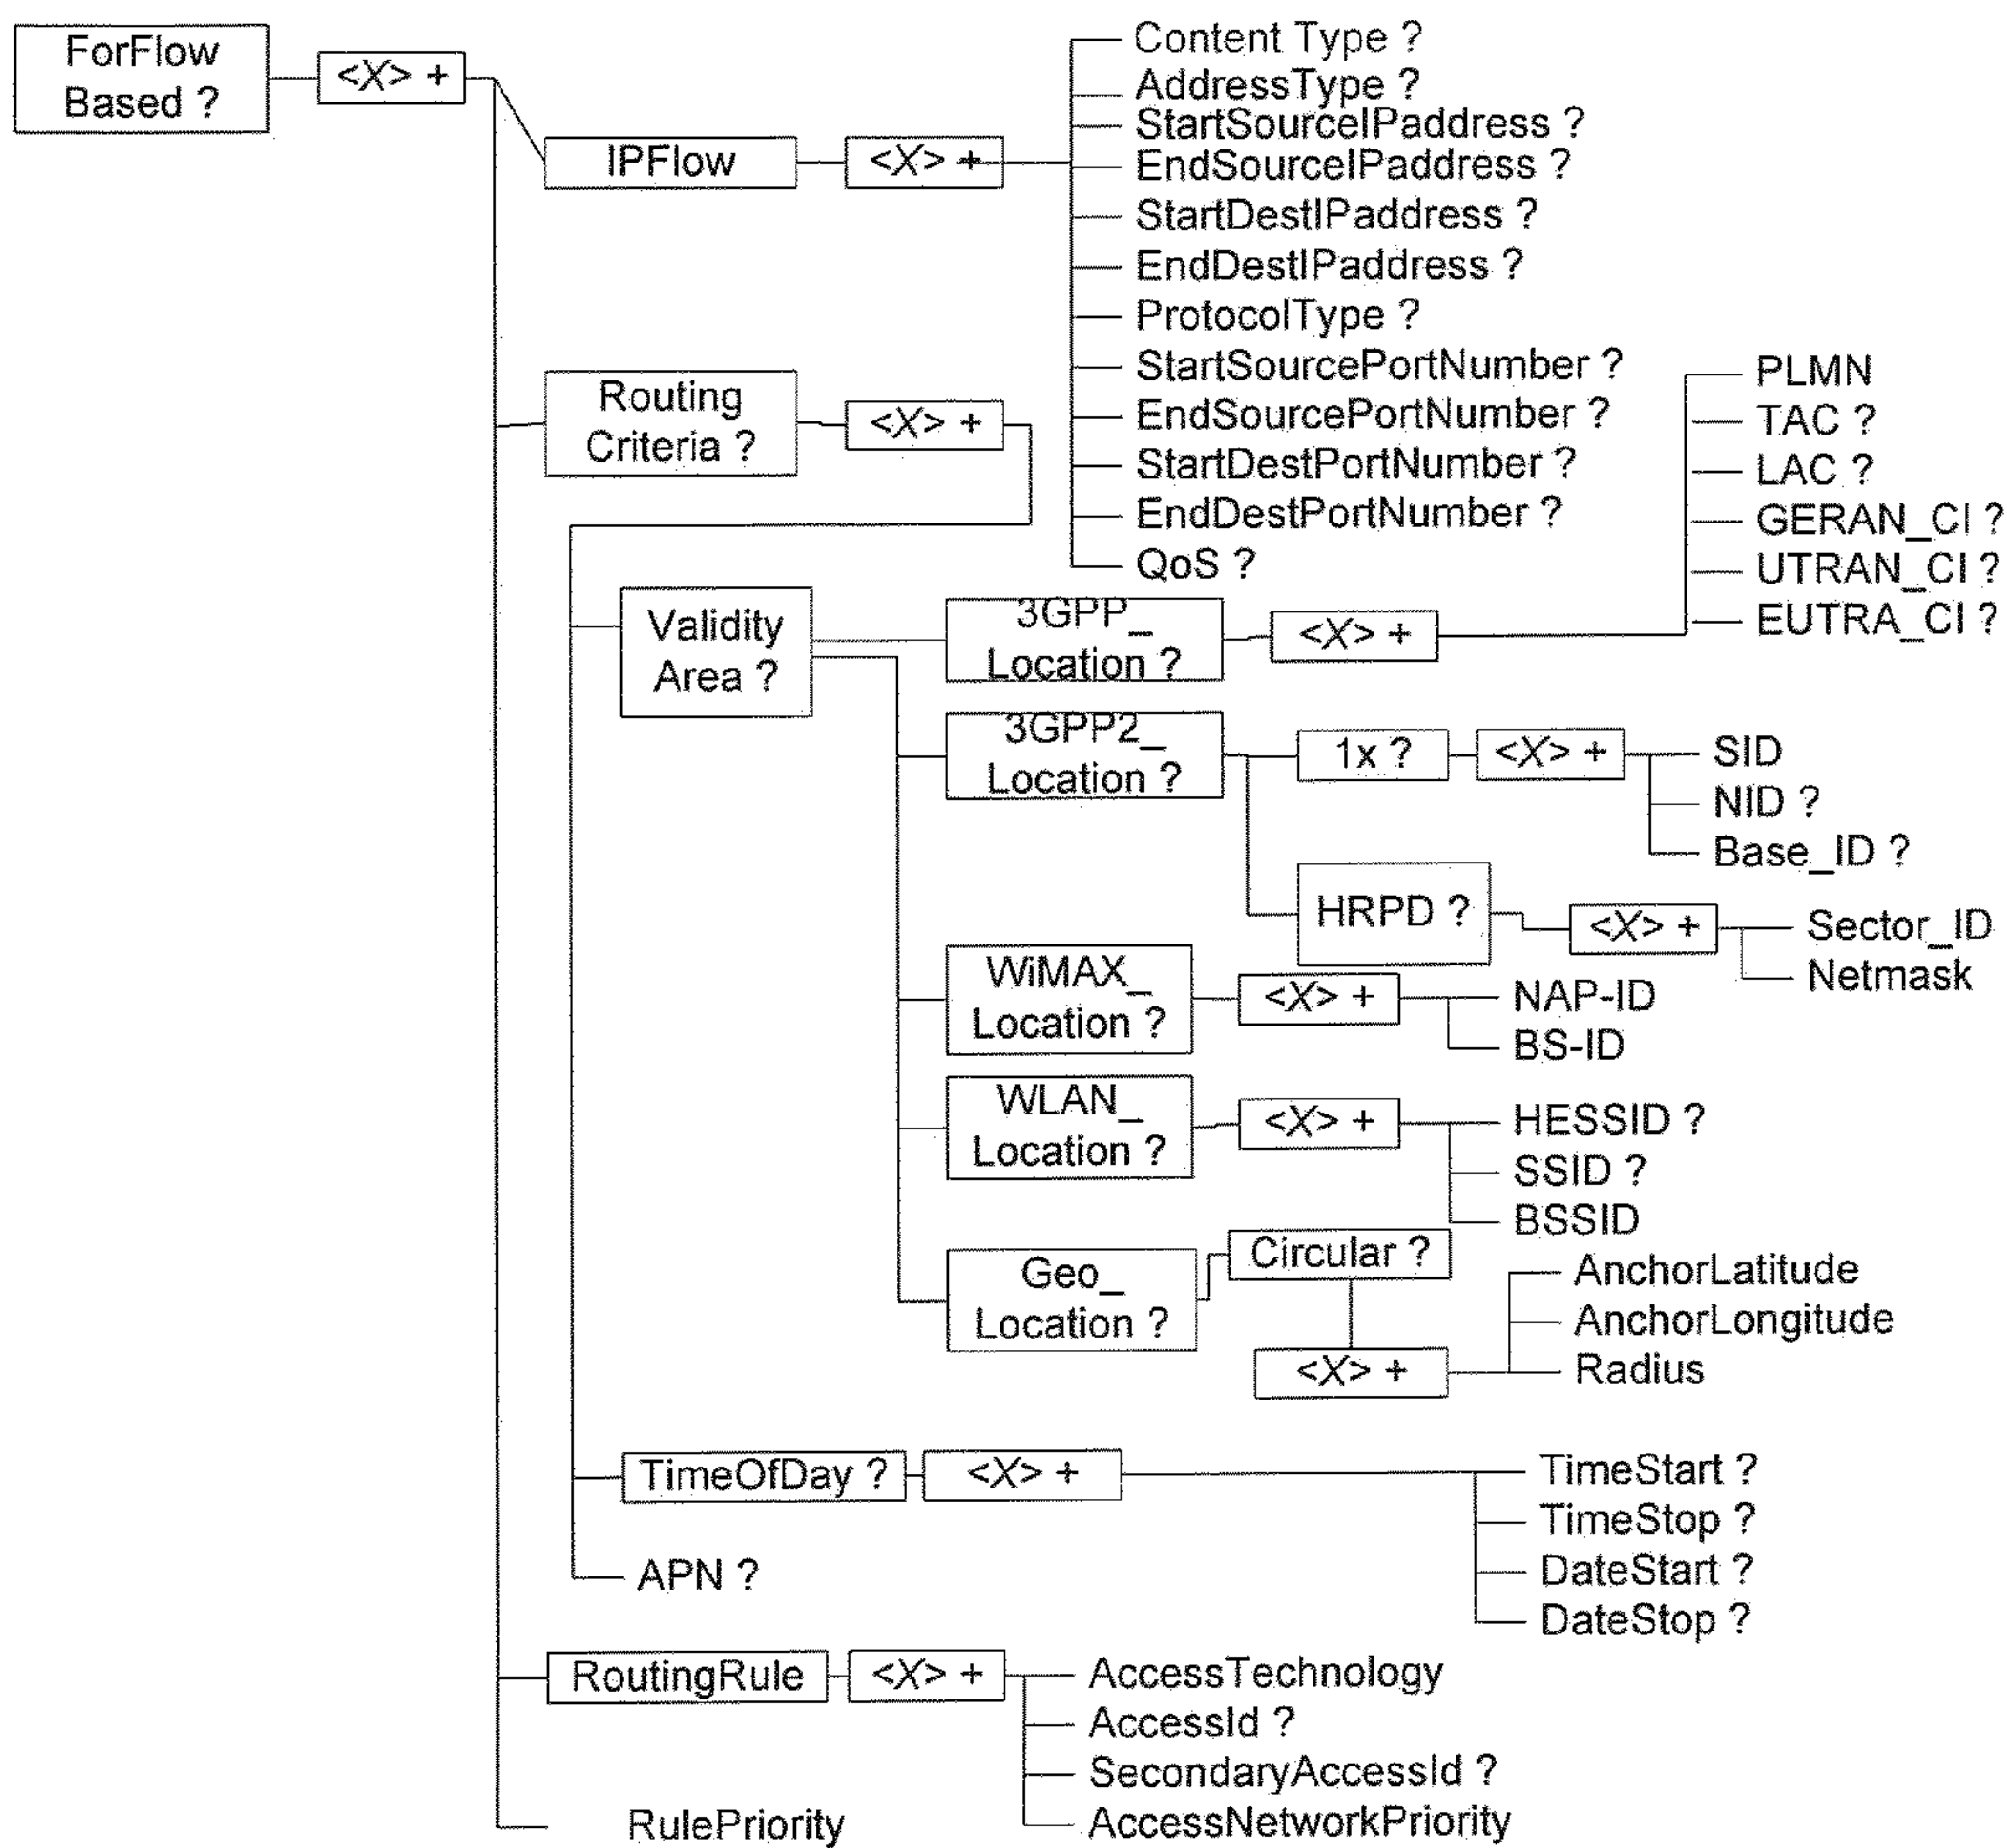 ForFlow
Based ?
<X> +
IPFlow
<X> +
Content Type ?
AddressType ?
StartSourceIPaddress ?
EndSourceIPaddress ?
StartDestIPaddress ?
EndDestIPaddress ?
ProtocolType ?
StartSourcePortNumber ?
EndSourcePortNumber ?
StartDestPortNumber ?
EndDestPortNumber ?
QoS ?
Routing
Criteria ?
<X> +
Validity
Area ?
3GPP_
Location ?
<X> +
PLMN
TAC ?
LAC ?
GERAN_CI ?
UTRAN_CI ?
EUTRA_CI ?
3GPP2_
Location ?
1x ?
<X> +
SID
NID ?
Base_ID ?
HRPD ?
<X> +
Sector_ID
Netmask
WiMAX_
Location ?
<X> +
NAP-ID
BS-ID
WLAN_
Location ?
<X> +
HESSID ?
SSID ?
BSSID
Geo_
Location ?
Circular ?
<X> +
AnchorLatitude
AnchorLongitude
Radius
TimeOfDay ?
<X> +
TimeStart ?
TimeStop ?
DateStart ?
DateStop ?
APN ?
RoutingRule
<X> +
AccessTechnology
AccessId ?
SecondaryAccessId ?
AccessNetworkPriority
RulePriority